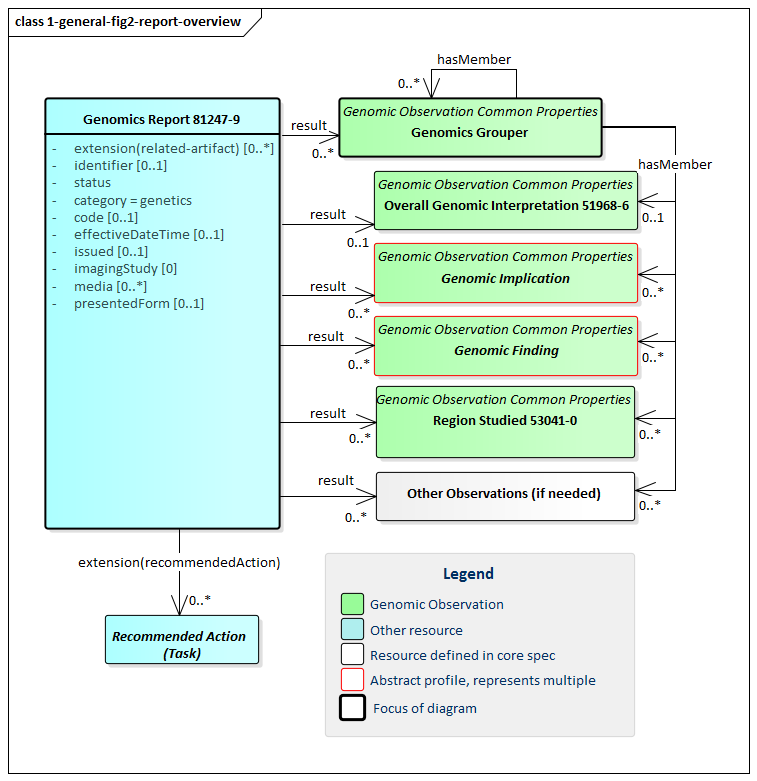 class 1-general-fig2-report-overview
hasMember
0..*
Genomics Report 81247-9
- extension(related-artifact) [0..*]
- identifier [0..1]
- status
- category = genetics
- code [0..1]
- effectiveDateTime [0..1]
- issued [0..1]
- imagingStudy [0]
- media [0..*]
- presentedForm [0..1]
result
0..*
Genomic Observation Common Properties
Genomics Grouper
hasMember
result
0..1
Genomic Observation Common Properties
Overall Genomic Interpretation 51968-6
0..1
result
0..*
Genomic Observation Common Properties
Genomic Implication
0..*
result
0..*
Genomic Observation Common Properties
Genomic Finding
0..*
result
0..*
Genomic Observation Common Properties
Region Studied 53041-0
0..*
result
0..*
Other Observations (if needed)
0..*
extension(recommendedAction)
0..*
Recommended Action
(Task)
Legend
Genomic Observation
Other resource
Resource defined in core spec
Abstract profile, represents multiple
Focus of diagram